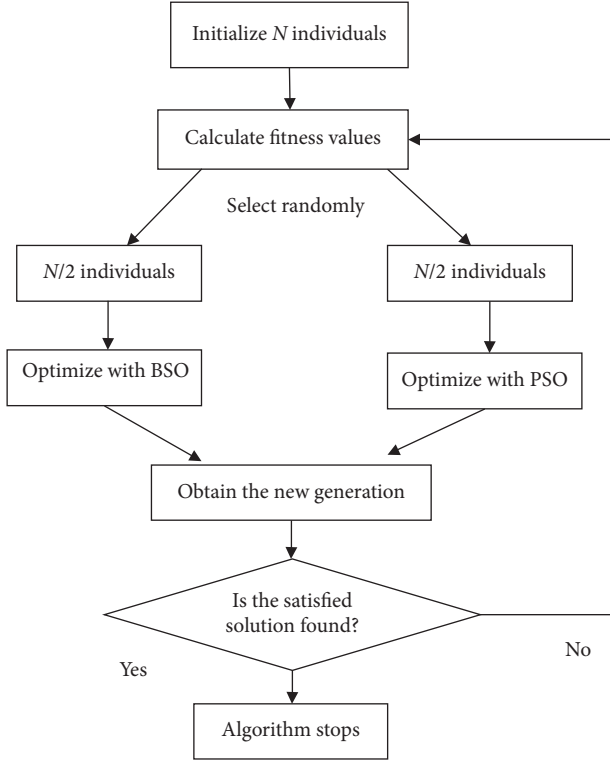 Initialize N individuals
Calculate fitness values
Select randomly
N/2 individuals
N/2 individuals
Optimize with BSO
Optimize with PSO
Obtain the new generation
Is the satisfied
solution found?
Yes
No
Algorithm stops